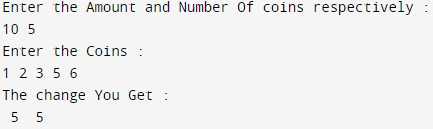 Enter the Amount and Number Of coins respectively :
10 5
Enter the Coins :
1 2 3 5 6
The change You Get :
5  5